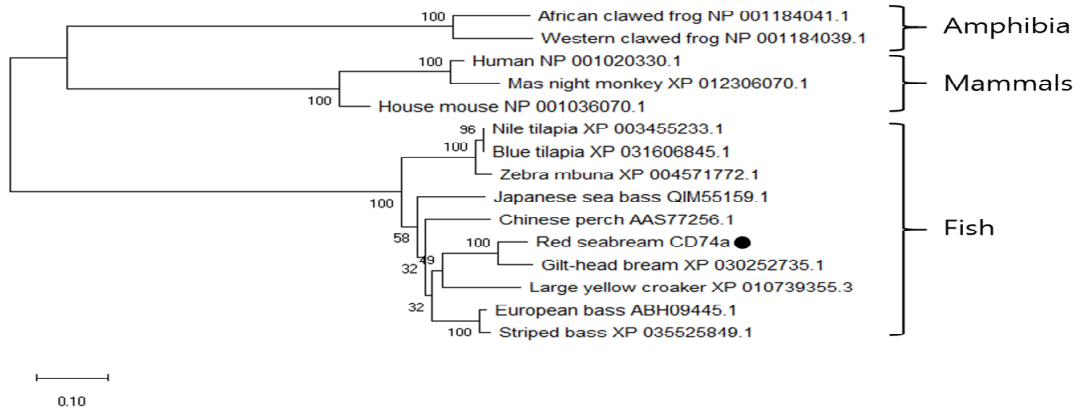 100
African clawed frog NP 001184041.1
Western clawed frog NP 001184039.1
Amphibia
100
Human NP 001020330.1
Mas night monkey XP 012306070.1
100
House mouse NP 001036070.1
Mammals
96
Nile tilapia XP 003455233.1
100
Blue tilapia XP 031606845.1
Zebra mbuna XP 004571772.1
100
Japanese sea bass QIM55159.1
Chinese perch AAS77256.1
58
100
Red seabream CD74a
Fish
49
32
Gilt-head bream XP 030252735.1
Large yellow croaker XP 010739355.3
32
European bass ABH09445.1
100
Striped bass XP 035525849.1
0.10